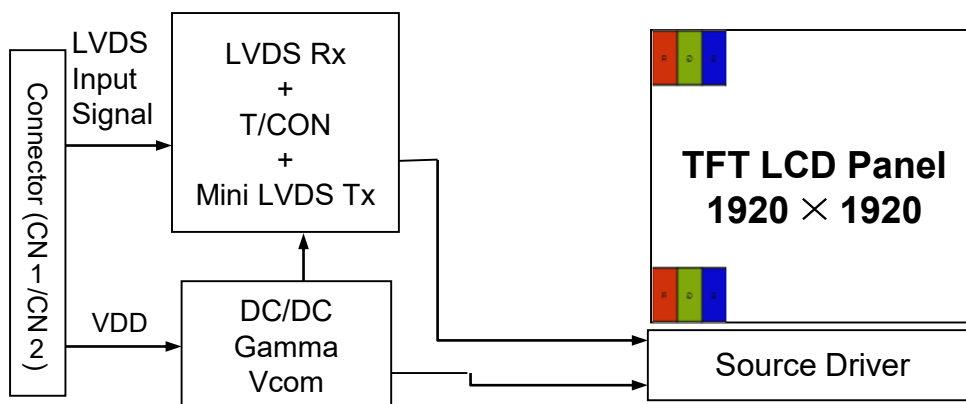 LVDS
Input
Signal
Connector (CN1/CN2)
VDD
LVDS Rx
+
T/CON
+
Mini LVDS Tx
DC/DC
Gamma
Vcom
R
G
TFT LCD Panel
1920 × 1920
R
G
Source Driver